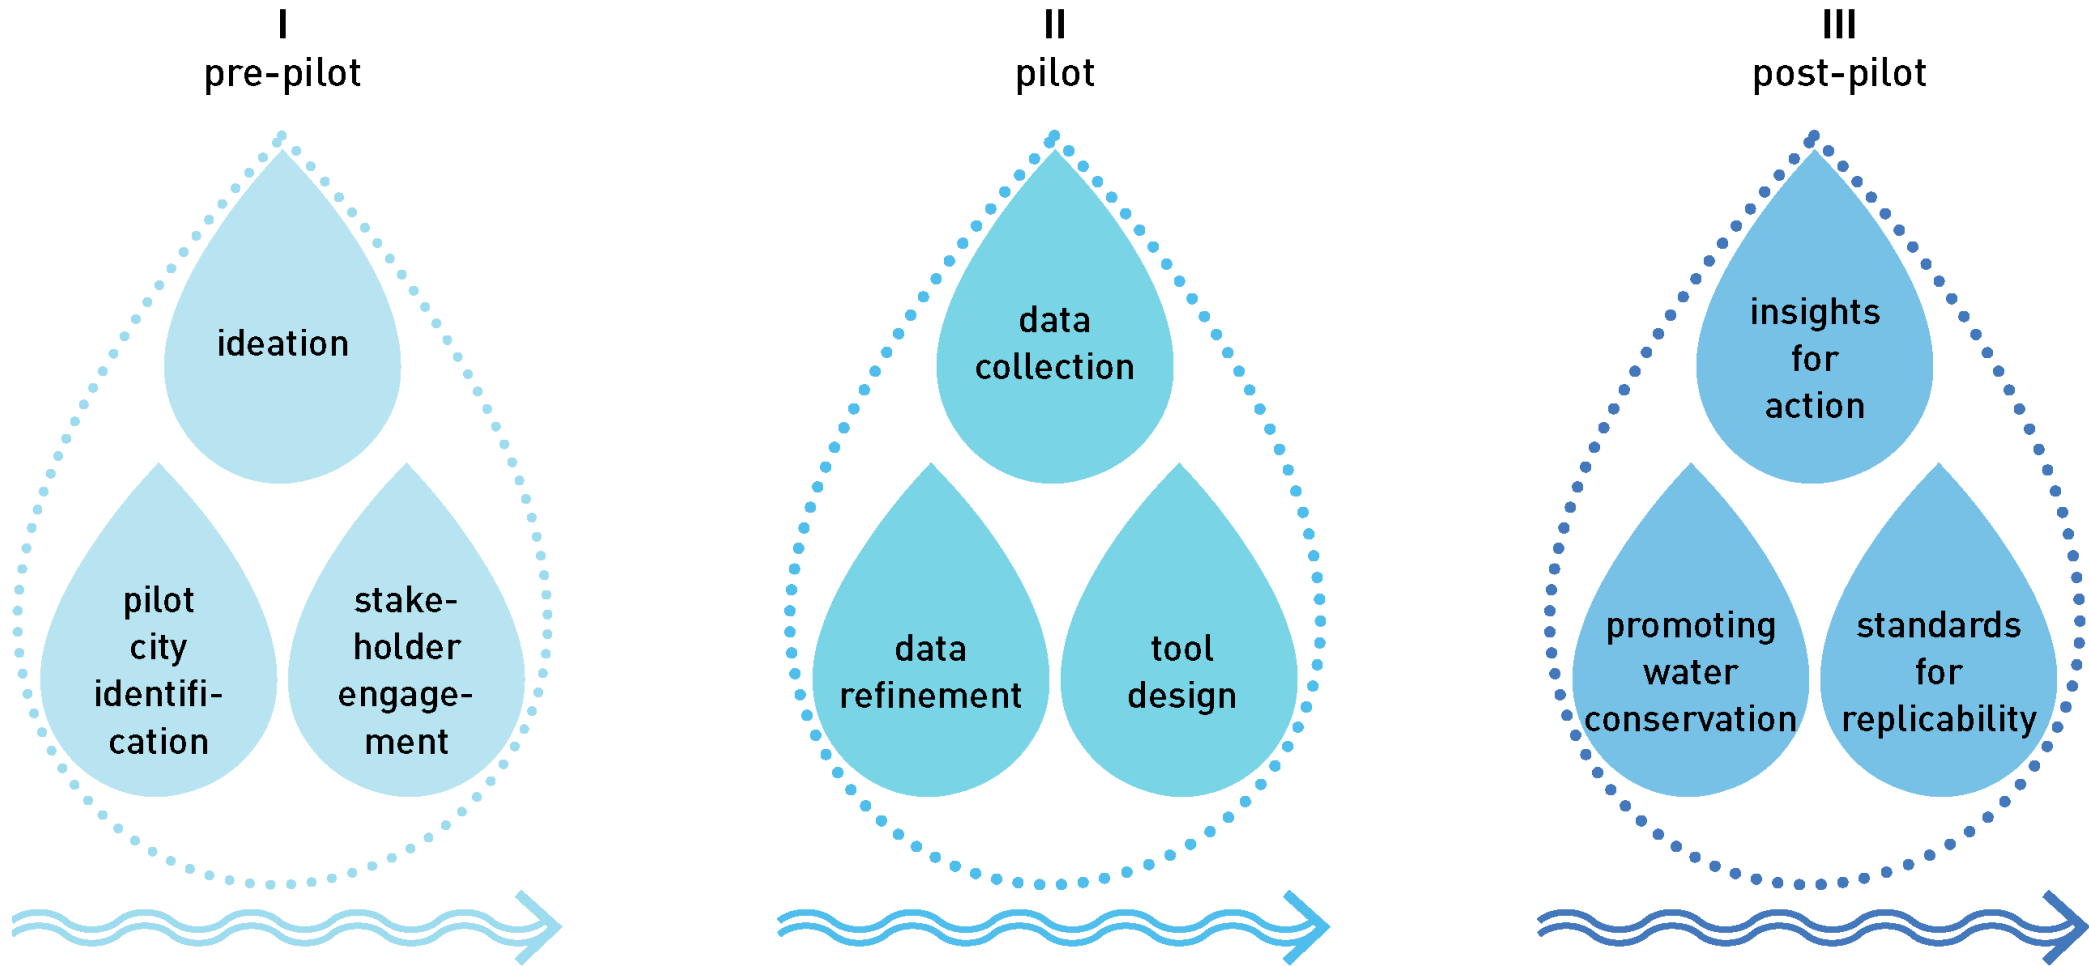 I
pre-pilot
ideation
pilot
city
identifi-
cation
stake-
holder
engage-
ment
II
pilot
data
collection
data
refinement
tool
design
III
post-pilot
insights
for
action
promoting
water
conservation
standards
for
replicability